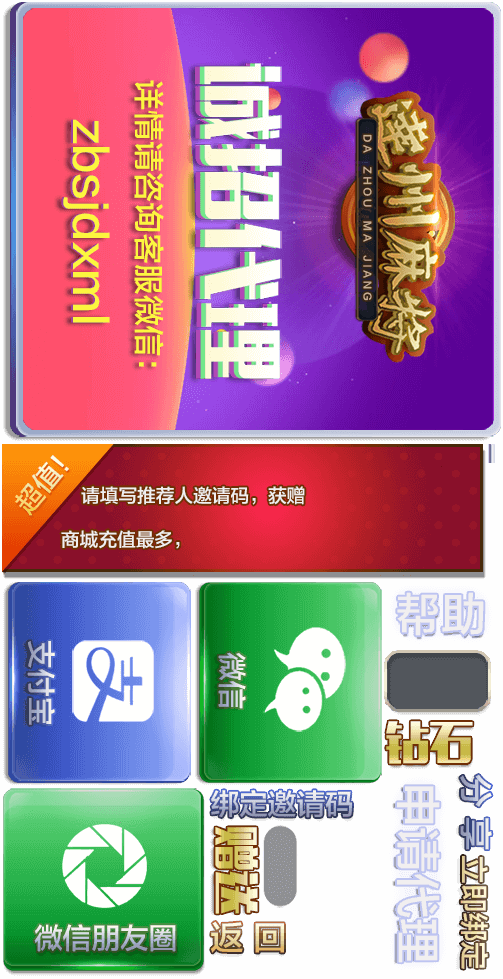 达州麻将
DA ZHOU MA JIANG
诚招代理
详情请咨询客服微信：
zbsjdxml
超值!
请填写推荐人邀请码，获赠
商城充值最多，
支付宝
微信
帮助
钻石
微信朋友圈
绑定邀请码
赠送
返回
申请代理
分享
立即绑定